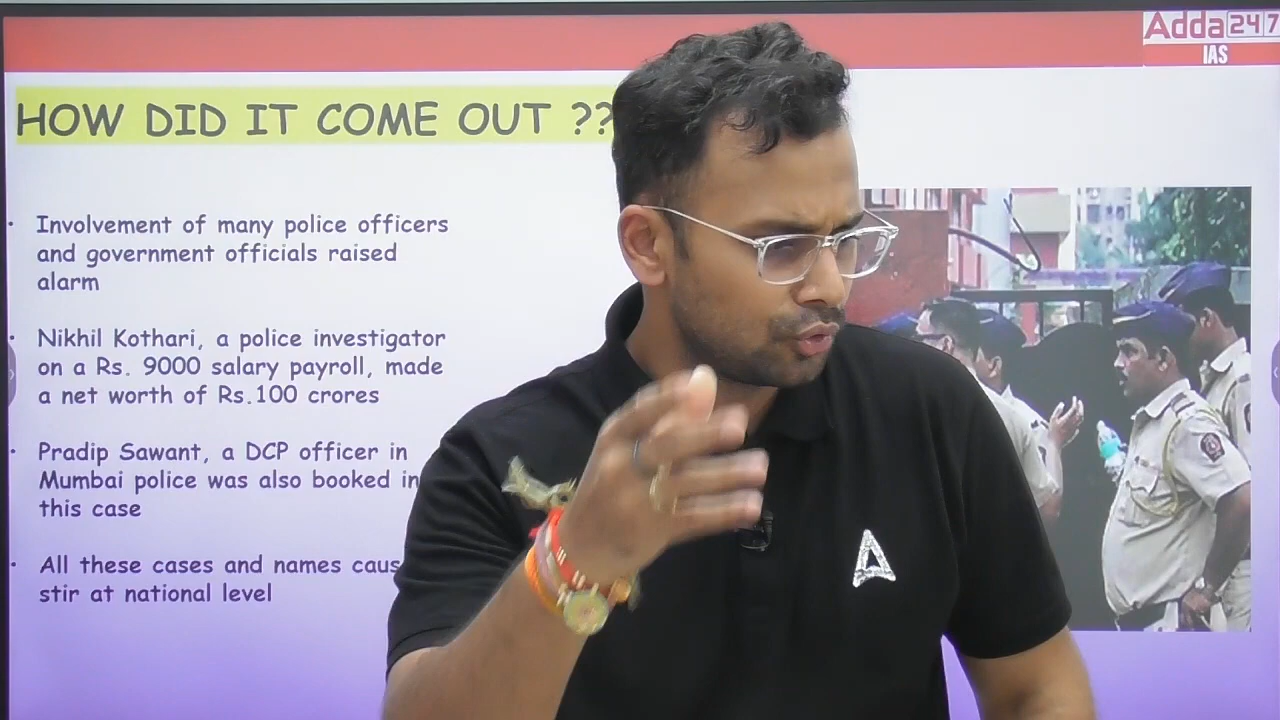 Adda247
IAS
HOW DID IT COME OUT ??
Involvement of many police officers
and government officials raised
alarm
Nikhil Kothari, a police investigator
on a Rs. 9000 salary payroll, made
a net worth of Rs.100 crores
Pradip Sawant, a DCP officer in
Mumbai police was also booked in
this case
All these cases and names caus
stir at national level